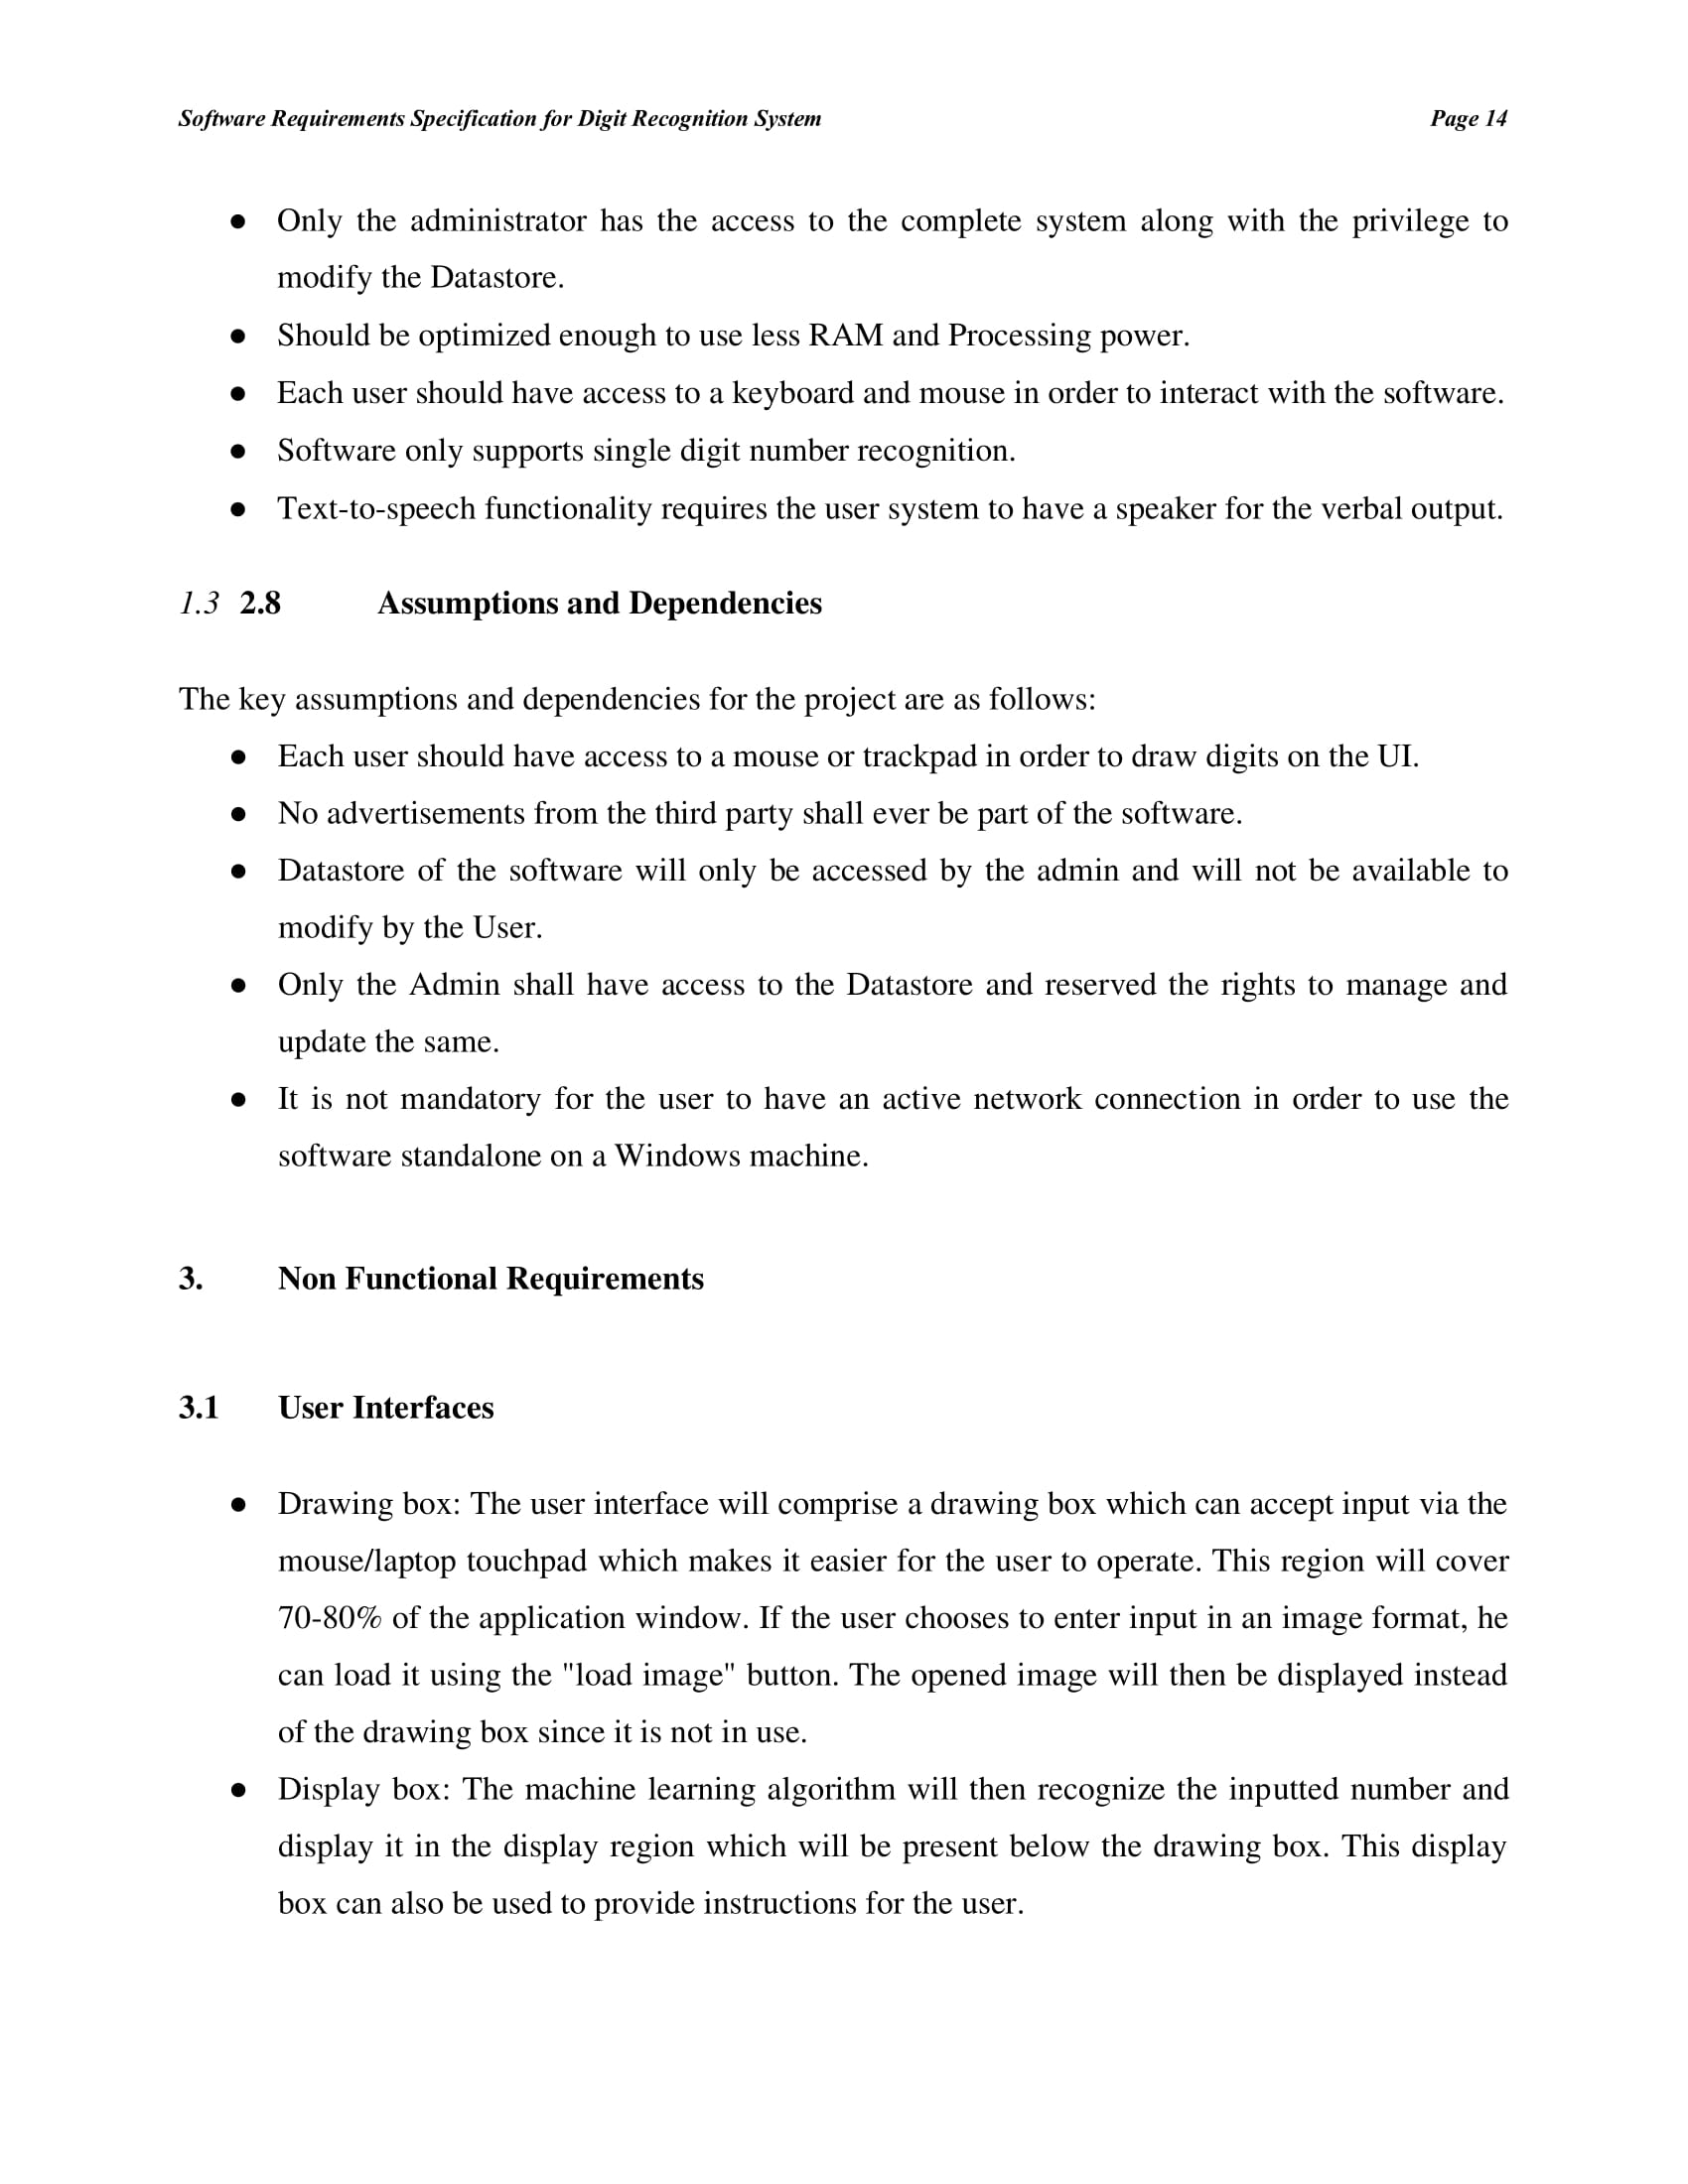 Software Requirements Specification for Digit Recognition System Page 14
● Only the administrator has the access to the complete system along with the privilege to
modify the Datastore.
● Should be optimized enough to use less RAM and Processing power.
● Each user should have access to a keyboard and mouse in order to interact with the software.
● Software only supports single digit number recognition.
● Text-to-speech functionality requires the user system to have a speaker for the verbal output.
1.3 2.8 Assumptions and Dependencies
The key assumptions and dependencies for the project are as follows:
● Each user should have access to a mouse or trackpad in order to draw digits on the UI.
● No advertisements from the third party shall ever be part of the software.
● Datastore of the software will only be accessed by the admin and will not be available to
modify by the User.
● Only the Admin shall have access to the Datastore and reserved the rights to manage and
update the same.
● It is not mandatory for the user to have an active network connection in order to use the
software standalone on a Windows machine.
3. Non Functional Requirements
3.1 User Interfaces
● Drawing box: The user interface will comprise a drawing box which can accept input via the
mouse/laptop touchpad which makes it easier for the user to operate. This region will cover
70-80% of the application window. If the user chooses to enter input in an image format, he
can load it using the "load image" button. The opened image will then be displayed instead
of the drawing box since it is not in use.
● Display box: The machine learning algorithm will then recognize the inputted number and
display it in the display region which will be present below the drawing box. This display
box can also be used to provide instructions for the user.